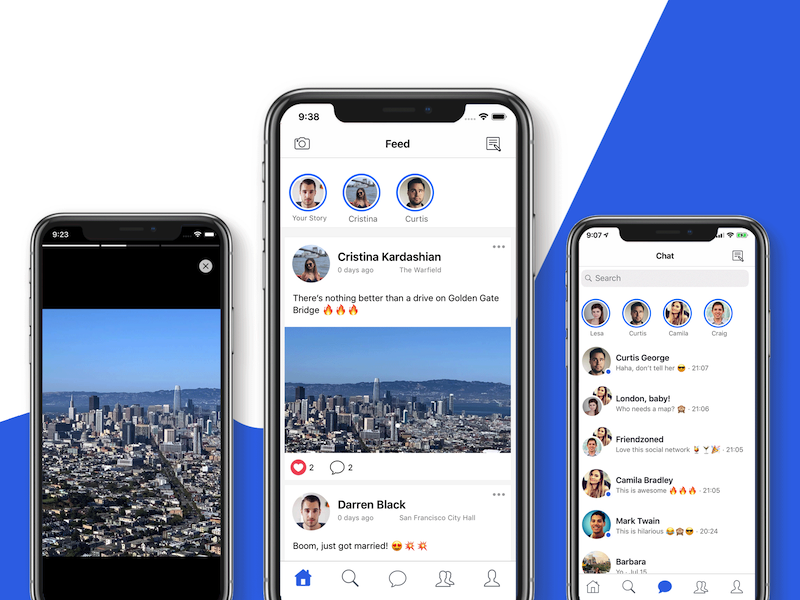 9:23
9:38
Feed
Your Story
Cristina
Curtis
Cristina Kardashian
0 days ago
The Warfield
There's nothing better than a drive on Golden Gate
Bridge 🔥🔥🔥
2
2
Darren Black
0 days ago
San Francisco City Hall
Boom, just got married! 😍 💥 💥
9:07
Chat
Search
Lesa
Curtis
Camila
Craig
Curtis George
Haha, don't tell her 😎 · 21:07
London, baby!
Who needs a map? 🙈 · 21:06
Friendzoned
Love this social network 🍹🍸🎉 · 21:05
Camila Bradley
This is awesome 🔥🔥🔥 · 21:05
Mark Twain
This is hilarious 😂🙈😎 · 20:24
Barbara
Yo · Jul 15